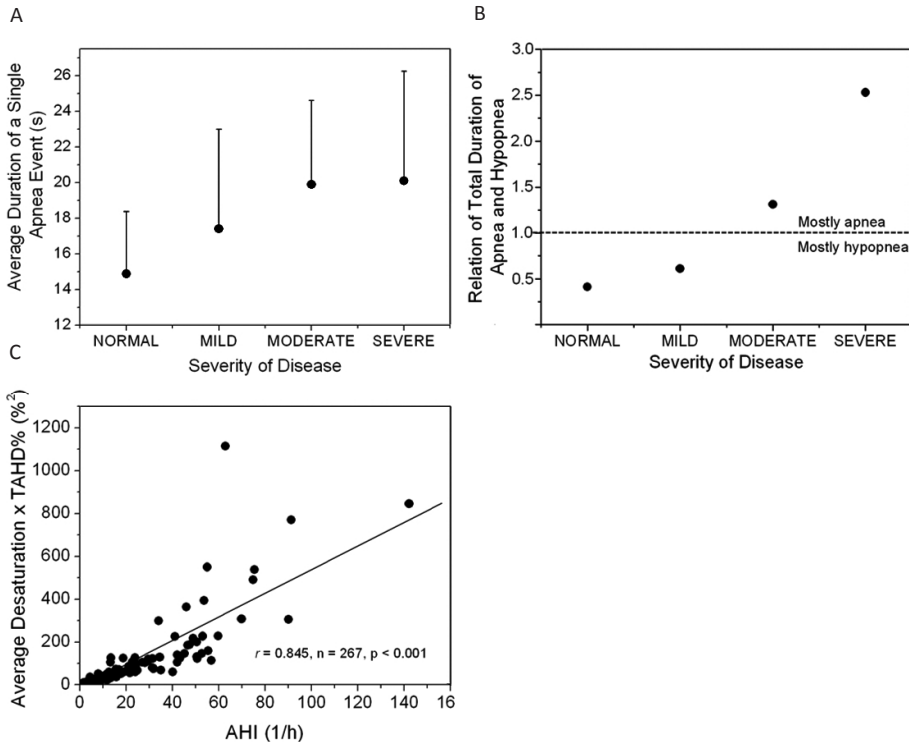 A
Average Duration of a Single
Apnea Event (s)
26
24
22
20
18
16
14
12
NORMAL MILD MODERATE SEVERE
Severity of Disease
B
Relation of Total Duration of
Apnea and Hypopnea
3.0
2.5
2.0
1.5
1.0
0.5
Mostly apnea
Mostly hypopnea
NORMAL MILD MODERATE SEVERE
Severity of Disease
C
Average Desaturation x TAHD% (%²)
1200
1000
800
600
400
200
0
r = 0.845, n = 267, p < 0.001
0 20 40 60 80 100 120 140 16
AHI (1/h)